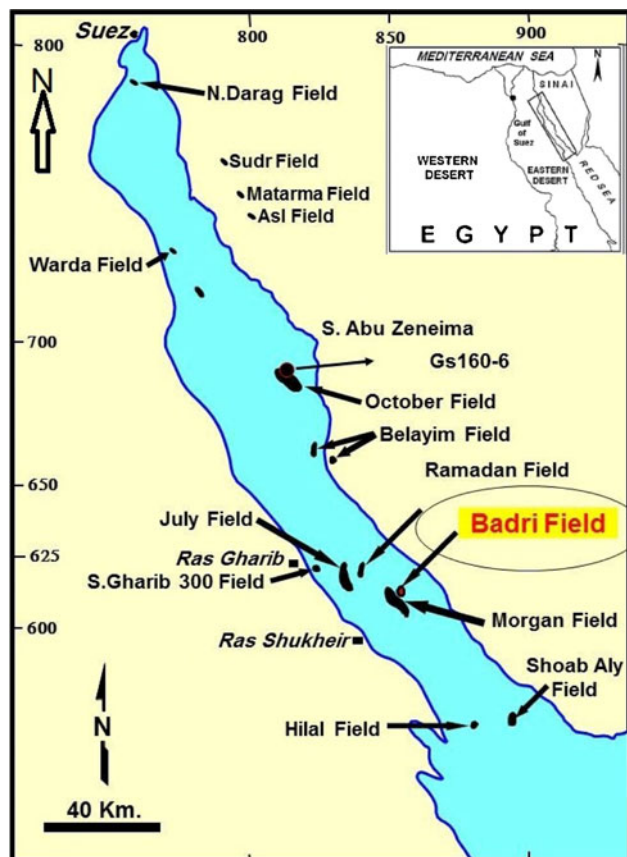 800
850
900
800
Suez
N
N.Darag Field
Sudr Field
Matarma Field
Asl Field
Warda Field
MEDITERRANEAN SEA
N
SINAI
Gulf
of
Suez
WESTERN
DESERT
EASTERN
DESERT
RED SEA
EGYPT
S. Abu Zeneima
700
Gs160-6
October Field
Belayim Field
Ramadan Field
650
July Field
Badri Field
Ras Gharib
625
S.Gharib 300 Field
600
Morgan Field
Ras Shukheir
Shoab Aly
Field
N
Hilal Field
40 Km.